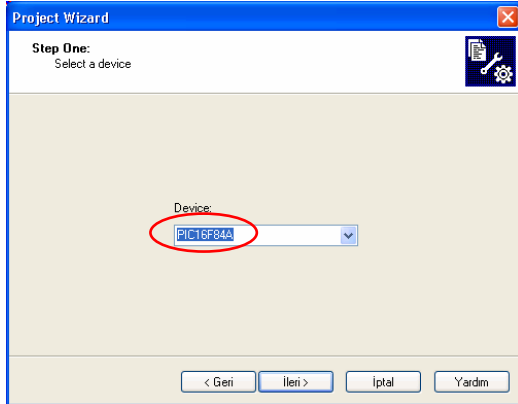 Project Wizard
Step One:
Select a device
Device:
PIC16F84A
< Geri
İleri >
İptal
Yardım